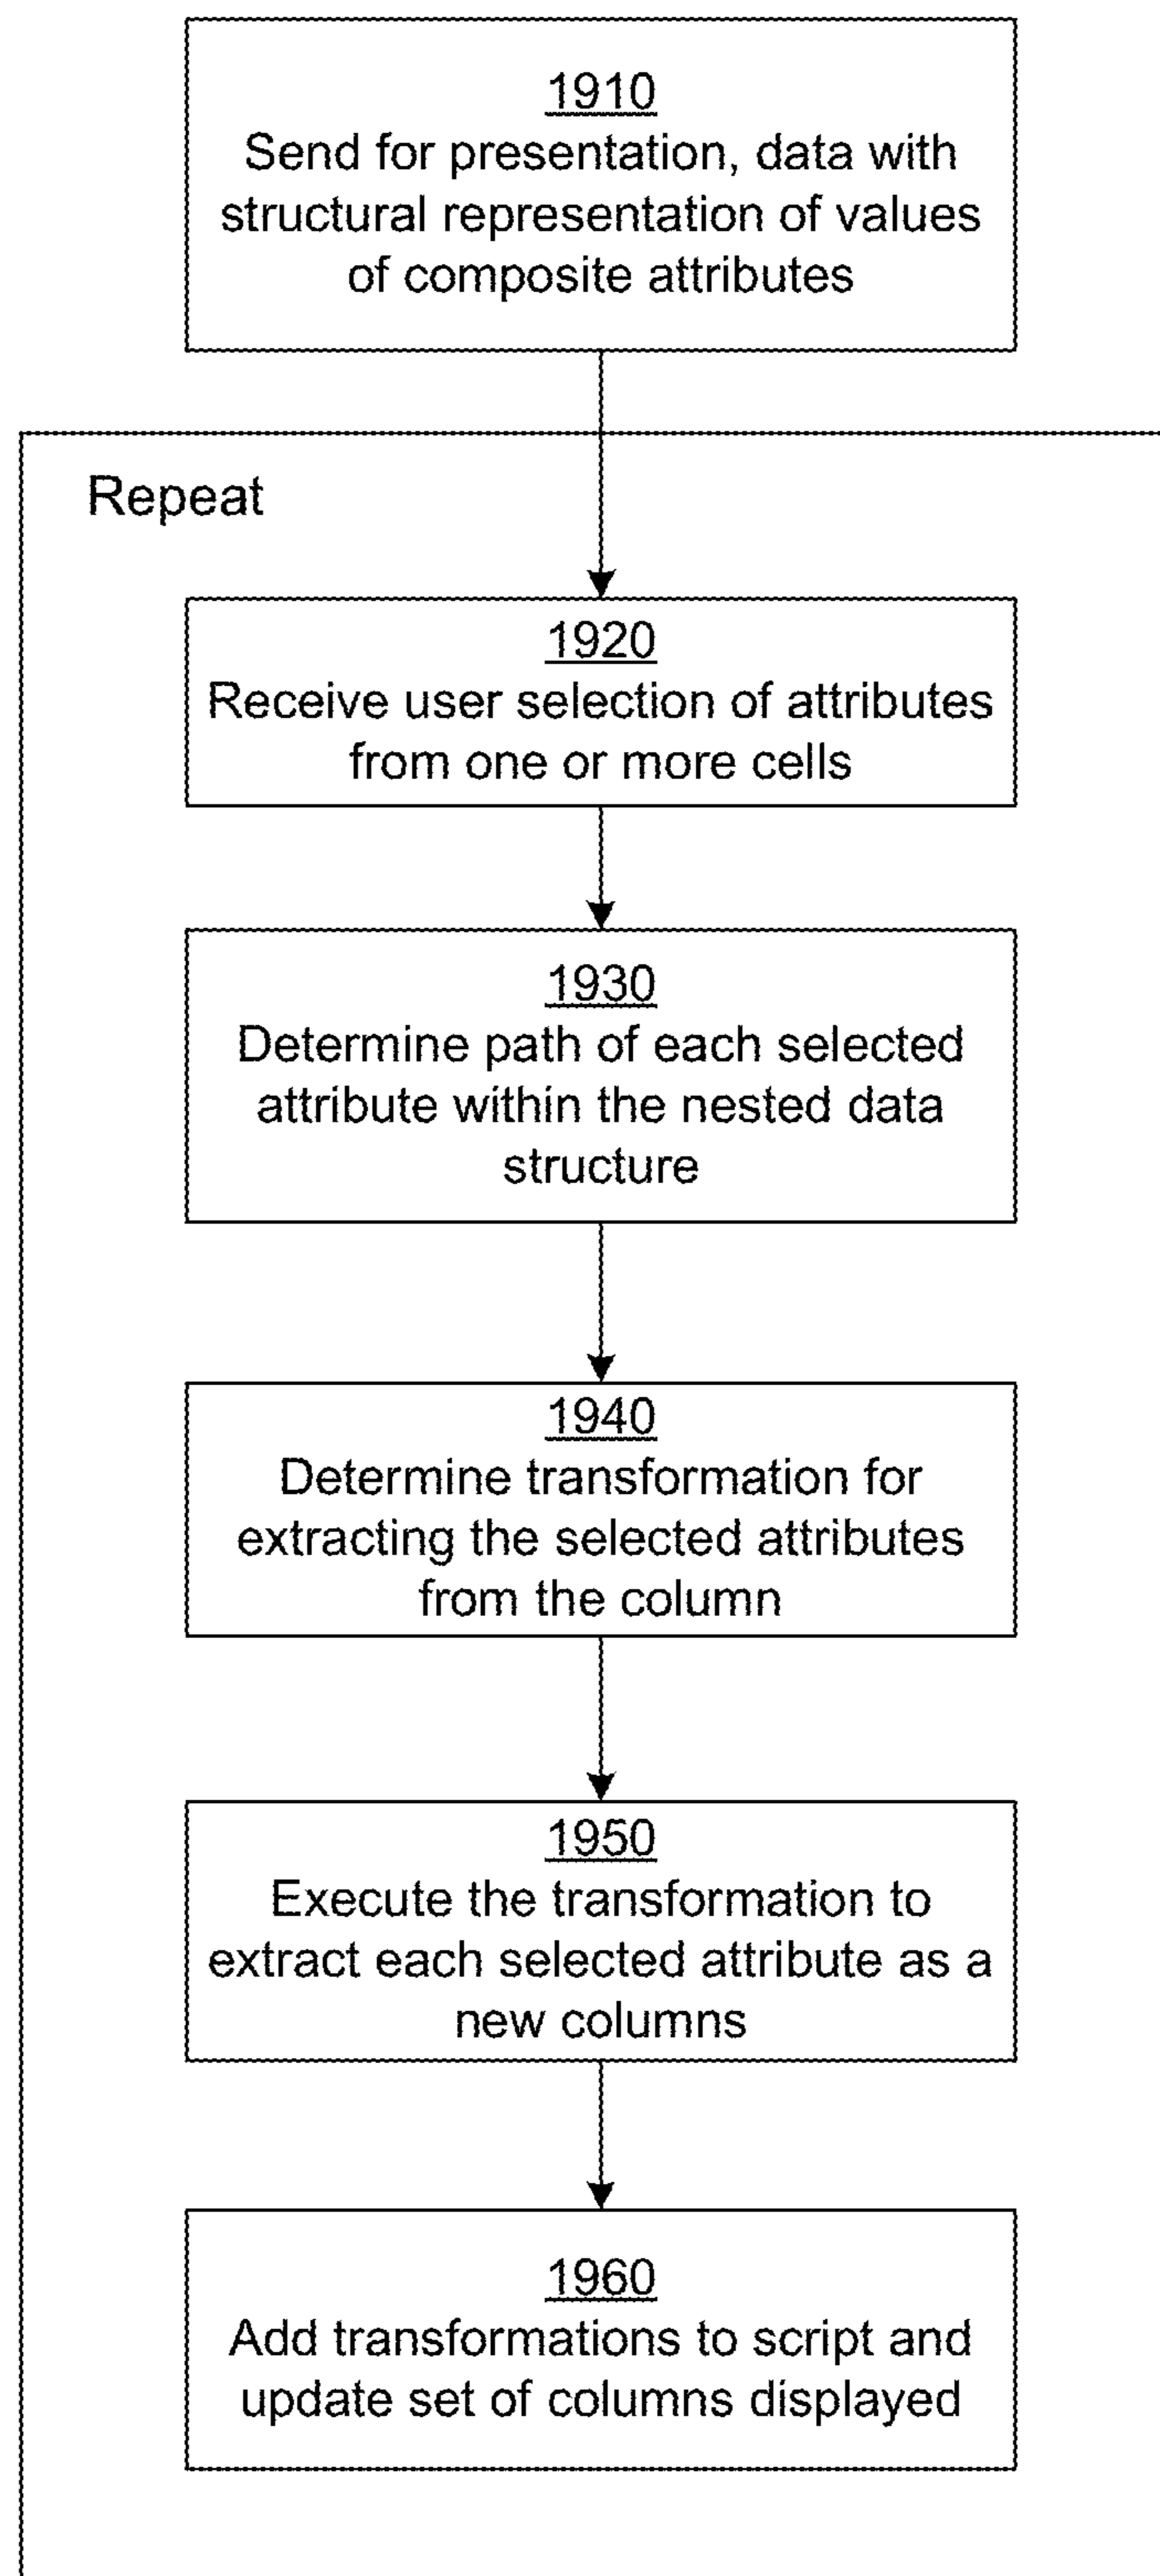 1910
Send for presentation, data with
structural representation of values
of composite attributes
Repeat
1920
Receive user selection of attributes
from one or more cells
1930
Determine path of each selected
attribute within the nested data
structure
1940
Determine transformation for
extracting the selected attributes
from the column
1950
Execute the transformation to
extract each selected attribute as a
new columns
1960
Add transformations to script and
update set of columns displayed